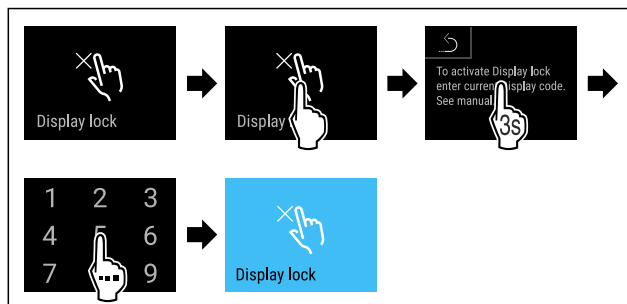 Display lock
Display
To activate Display lock
enter current display code.
See manual
3s
1 2 3
4 5 6
7 9
...
Display lock